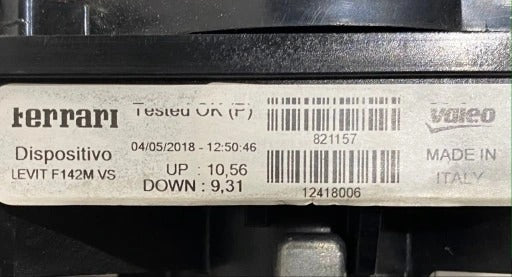 Ferrari
Tested OK (P)
821157
Valeo
Dispositivo
04/05/2018 - 12:50:46
LEVIT F142M VS
UP : 10,56
DOWN : 9,31
12418006
MADE IN
ITALY